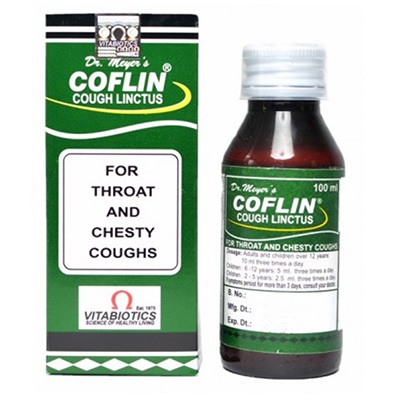 VITABIOTICS
Dr. Meyer's
COFLIN®
COUGH LINCTUS
FOR
THROAT
AND
CHESTY
COUGHS
Est. 1971
VITABIOTICS
SCIENCE OF HEALTHY LIVING
Dr. Meyer's
100 ml
COFLIN®
COUGH LINCTUS
FOR THROAT AND CHESTY COUGHS
Dosage: Adults and children over 12 years
10 ml three times a day.
Children: 6-12 years: 5 ml. three times a day
Children: 2 - 5 years: 2.5 ml. three times a day
If symptoms persist for more than 3 days, consult your doctor.
B. No.:
Mfg. Dt.:
Exp. Dt.: